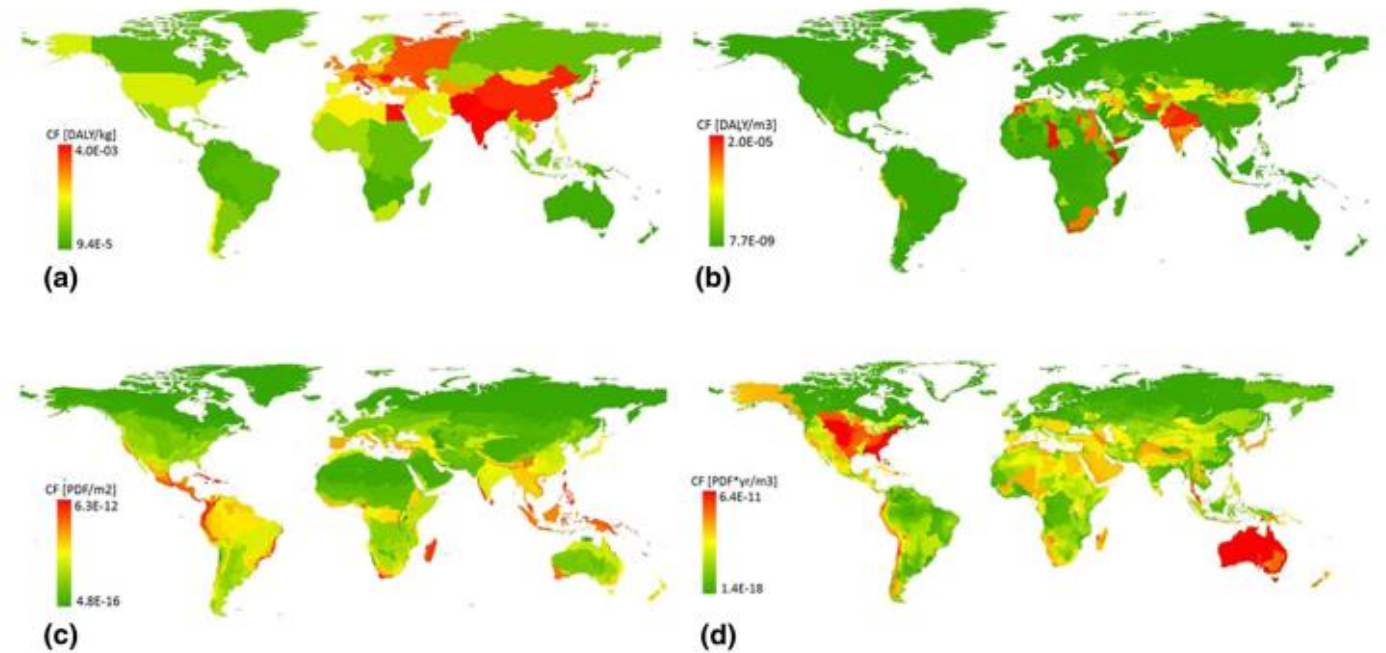 CF [DALY/kg]
4.0E-03
9.4E-5
(a)
CF [DALY/m3]
2.0E-05
7.7E-09
(b)
CF [PDF/m2]
6.3E-12
4.8E-16
(c)
CF [PDF*yr/m3]
6.4E-11
1.4E-18
(d)